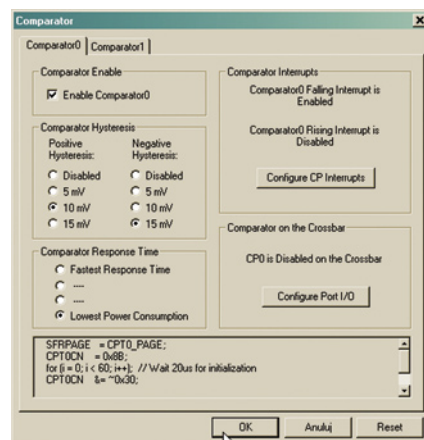 Comparator
Comparator0
Comparator1
Comparator Enable
Enable Comparator0
Comparator Hysteresis
Positive
Hysteresis:
Negative
Hysteresis:
Disabled
Disabled
5 mV
5 mV
10 mV
10 mV
15 mV
15 mV
Comparator Response Time
Fastest Response Time
----
----
Lowest Power Consumption
Comparator Interrupts
Comparator0 Falling Interrupt is
Enabled
Comparator0 Rising Interrupt is
Disabled
Configure CP Interrupts
Comparator on the Crossbar
CP0 is Disabled on the Crossbar
Configure Port I/O
SFRPAGE = CPT0_PAGE;
CPT0CN = 0x8B;
for (i = 0; i < 60; i++); // Wait 20us for initialization
CPT0CN &= ~0x30;
OK
Anuluj
Reset